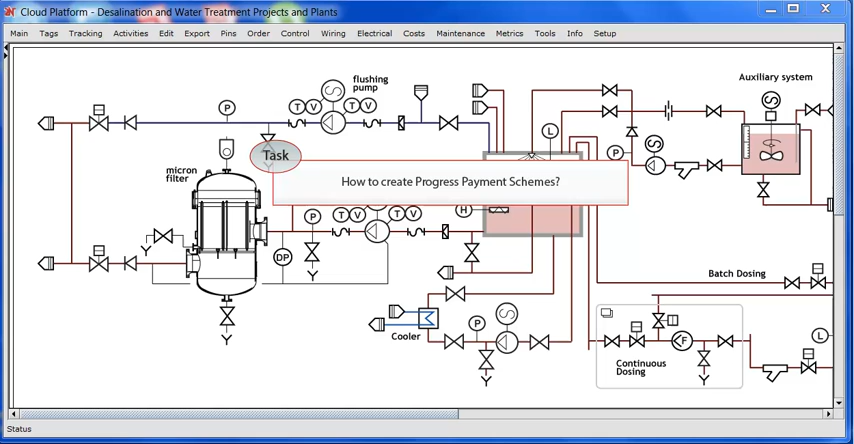 Cloud Platform - Desalination and Water Treatment Projects and Plants
Main Tags Tracking Activities Edit Export Pins Order Control Wiring Electrical Costs Maintenance Metrics Tools Info Setup
flushing
pump
Auxiliary system
P
T V
S
T V
S
L
S
P
micron
filter
Task
How to create Progress Payment Schemes?
P
T V
T V
H
DP
Batch Dosing
P
S
Cooler
F
L
Continuous
Dosing
Status